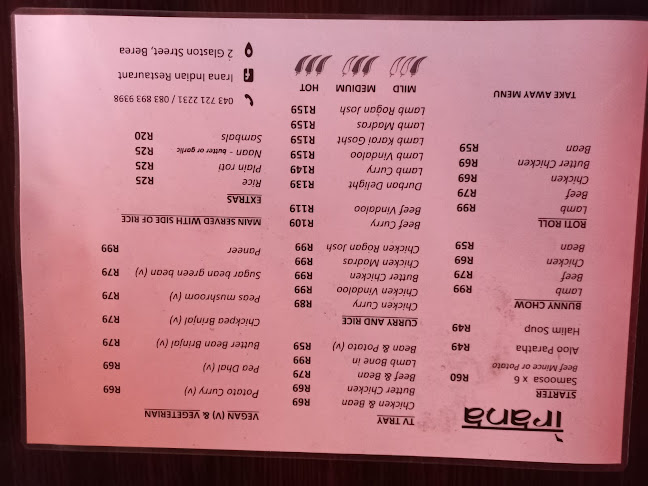 irana
STARTER
Samosa x 6 R60
Beef Mince or Potato
Aloo Paratha R49
Halim Soup R49
BUNNY CHOW
Lamb R99
Beef R79
Chicken R69
Bean R59
ROTI ROLL
Lamb R99
Beef R79
Chicken R69
Butter Chicken R69
Bean R59
TAKE AWAY MENU
TV TRAY
Chicken & Bean R69
Butter Chicken R69
Beef & Bean R79
Lamb in Bone R99
Bean & Potato (v) R59
CURRY AND RICE
Chicken Curry R89
Chicken Vindaloo R99
Butter Chicken R99
Chicken Madras R99
Chicken Rogan Josh R99
Beef Curry R109
Beef Vindaloo R119
Durban Delight R139
Lamb Curry R149
Lamb Vindaloo R159
Lamb Karai Gosht R159
Lamb Madras R159
Lamb Rogan Josh R159
MILD MEDIUM HOT
VEGAN (V) & VEGETERIAN
Potato Curry (v) R69
Pea Dhal (v) R69
Butter Bean Brinjal (v) R79
Chickpea Brinjal (v) R79
Peas mushroom (v) R79
Sugar bean green bean (v) R79
Paneer R99
MAIN SERVED WITH SIDE OF RICE
EXTRAS
Rice R25
Plain roti R25
Naan - butter or garlic R25
Sambals R20
043 721 2231 / 083 893 9398
Irana Indian Restaurant
2 Glaston Street, Berea